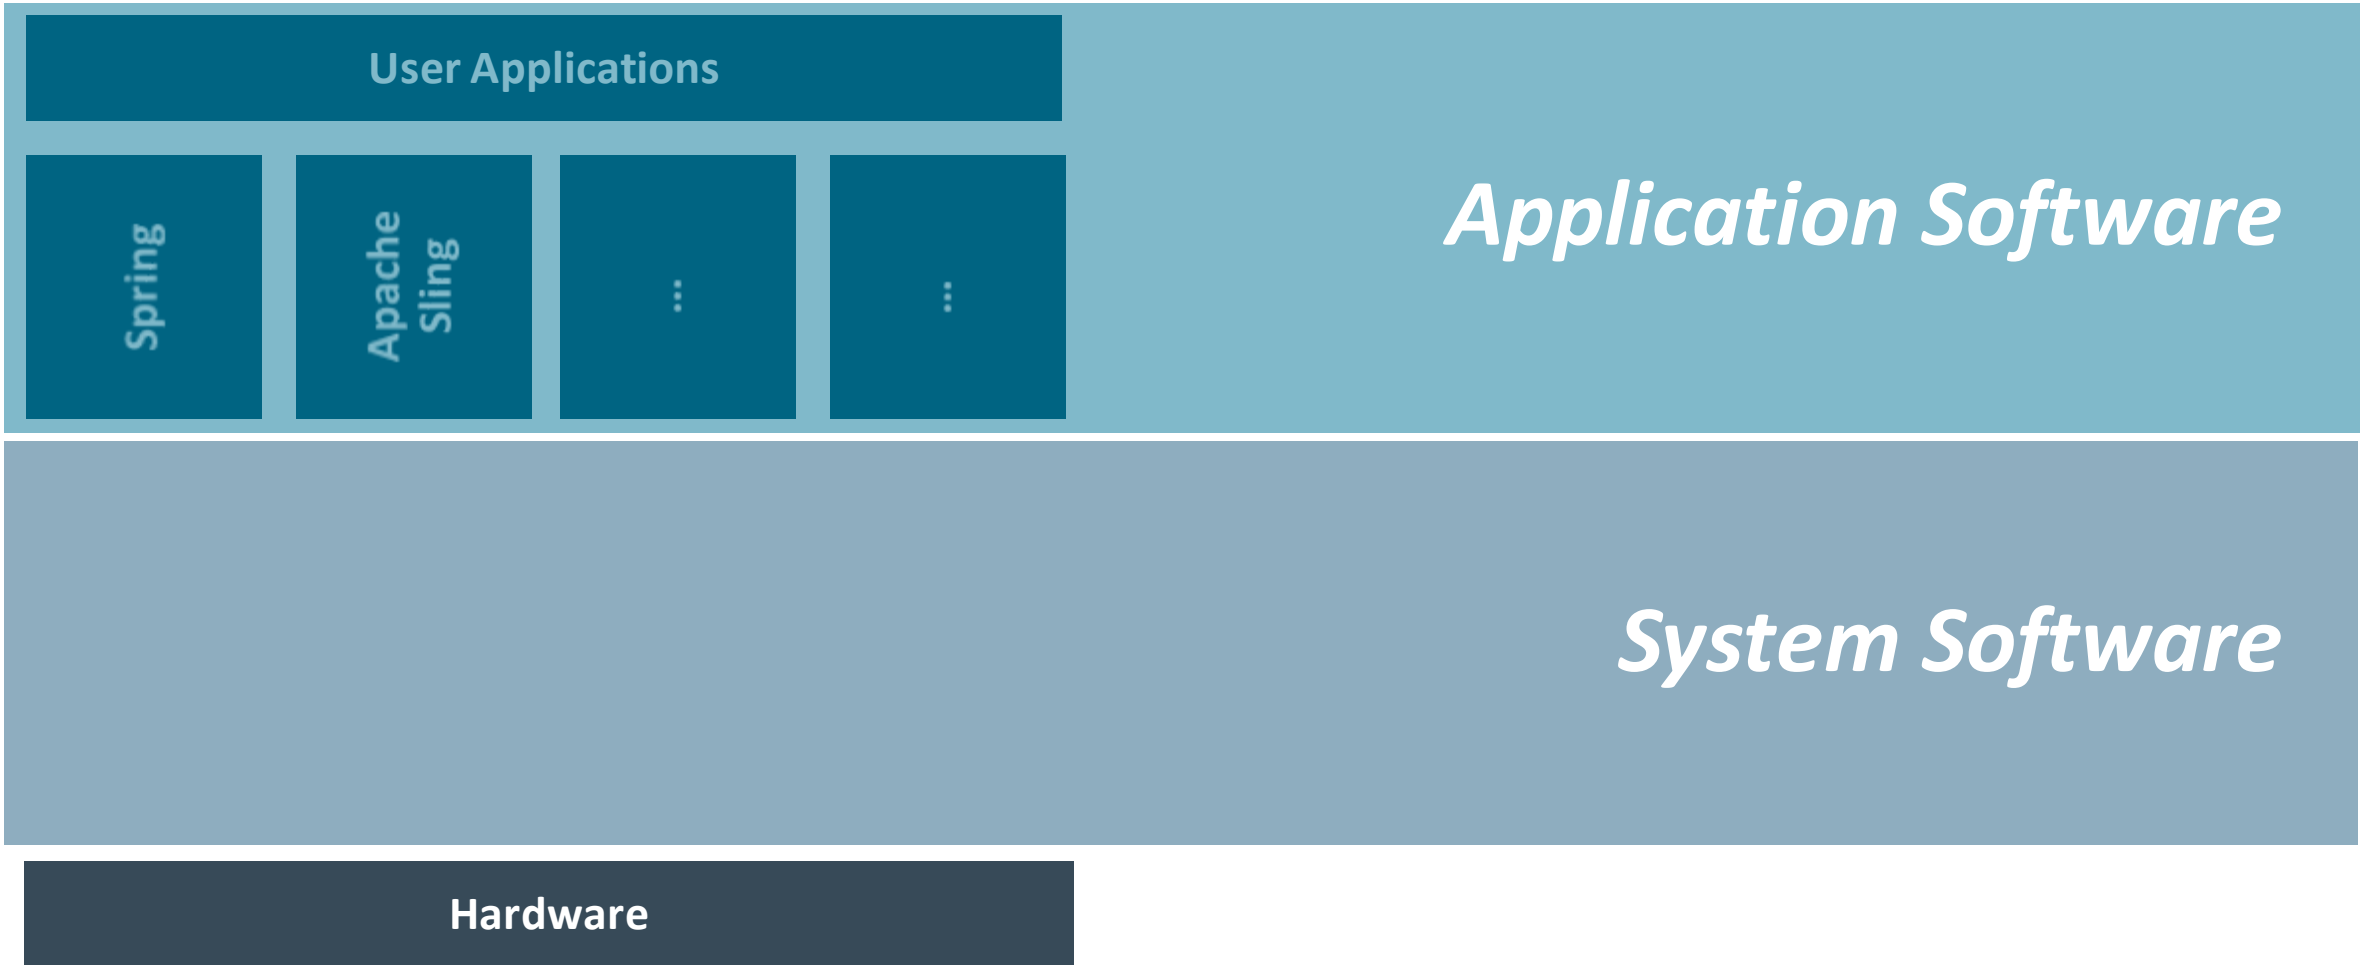 User Applications
Spring
Apache
Sling
...
...
Application Software
System Software
Hardware